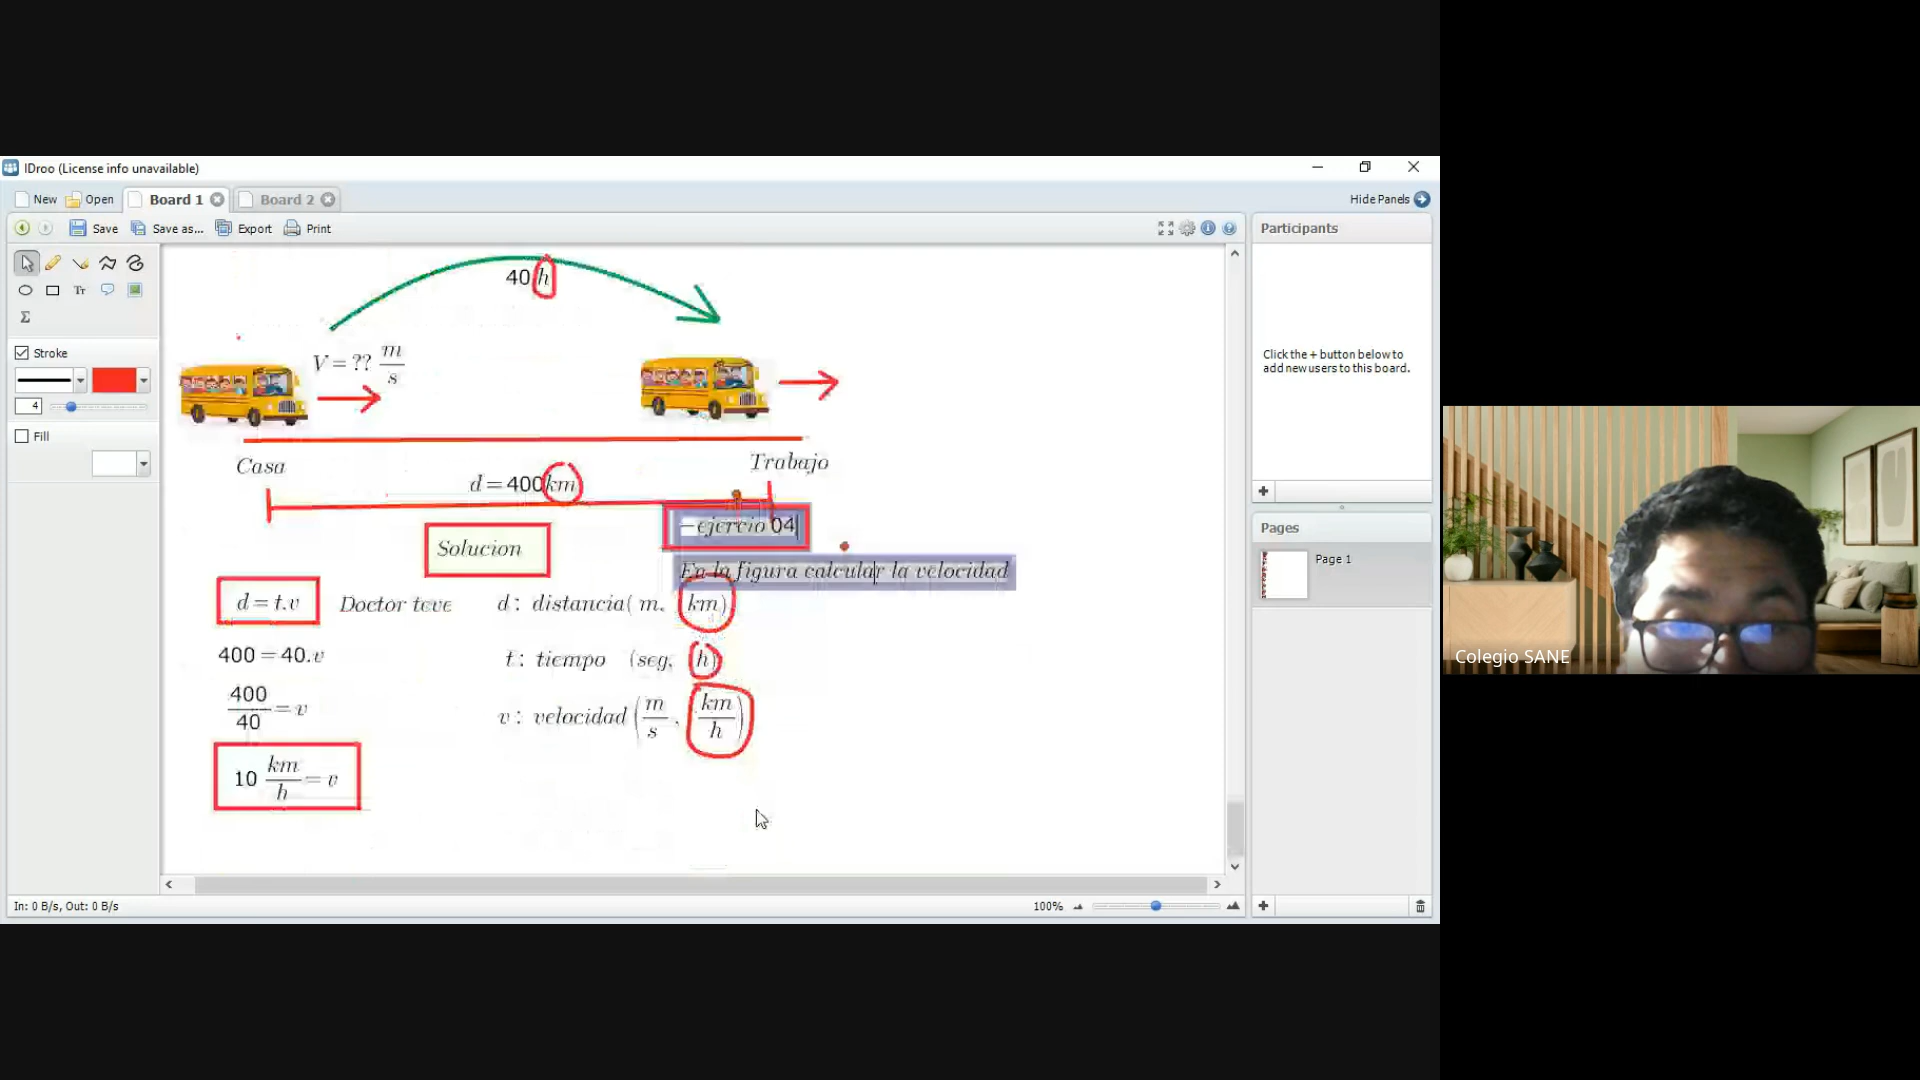 IDroo (License info unavailable)
New Open Board 1 Board 2 Hide Panels
Save Save as... Export Print
Participants
Click the + button below to
add new users to this board.
Pages
Page 1
Tr
Σ
Stroke
4
Fill
40 h
V = ?? m/s
Casa
Trabajo
d = 400 km
Solucion
− ejercio 04
En la figura calcular la velocidad
d = t.v Doctor teve d : distancia( m. km)
400 = 40.v t : tiempo (seg, h)
400/40 = v v : velocidad (m/s , km/h)
10 km/h = v
In: 0 B/s, Out: 0 B/s
100%
Colegio SANE